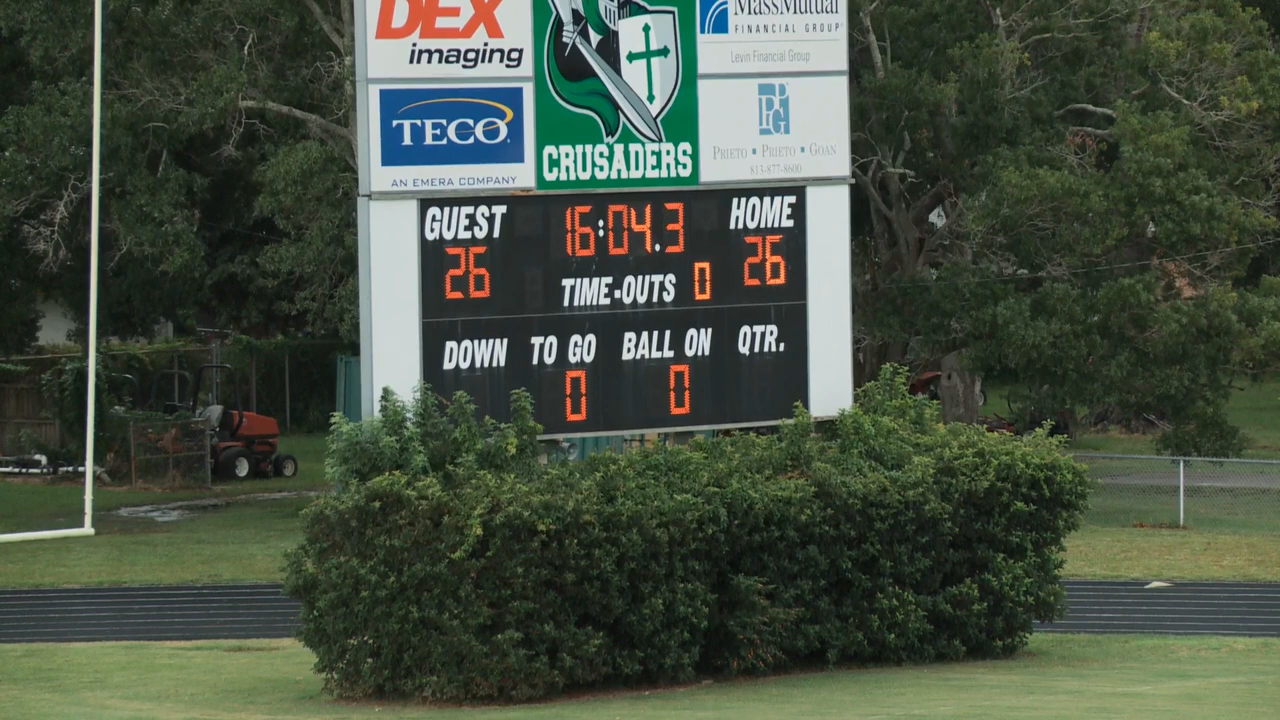 DEX
imaging
TECO
AN EMERA COMPANY
CRUSADERS
MassMutual
FINANCIAL GROUP
Levin Financial Group
PPG
PRIETO • PRIETO • GOAN
813-877-8600
GUEST
16:04.3
HOME
26
26
TIME-OUTS 0
DOWN TO GO BALL ON QTR.
0 0